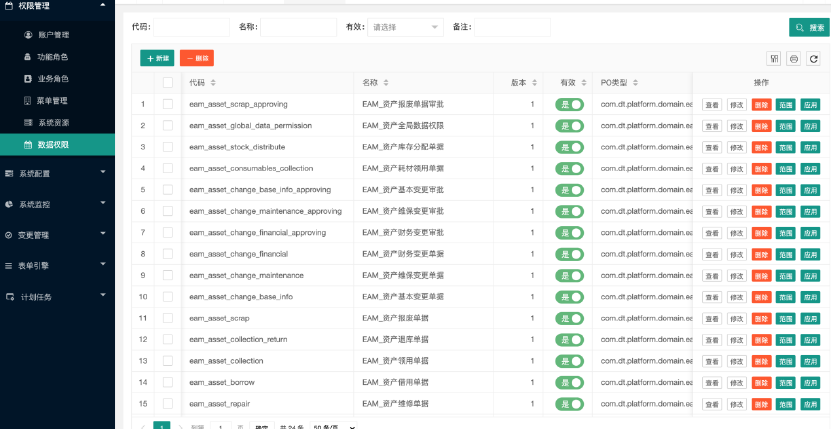 权限管理
账户管理
功能角色
业务角色
菜单管理
系统资源
数据权限
系统配置
系统监控
变更管理
表单引擎
计划任务
代码: 名称: 有效: 请选择 备注: 搜索
+ 新建 − 删除
代码 名称 版本 有效 PO类型 操作
1 eam_asset_scrap_approving EAM_资产报废单据审批 1 是 com.dt.platform.domain.ea 查看 修改 删除 范围 应用
2 eam_asset_global_data_permission EAM_资产全局数据权限 1 是 com.dt.platform.domain.ea 查看 修改 删除 范围 应用
3 eam_asset_stock_distribute EAM_资产库存分配单据 1 是 com.dt.platform.domain.ea 查看 修改 删除 范围 应用
4 eam_asset_consumables_collection EAM_资产耗材领用单据 1 是 com.dt.platform.domain.ea 查看 修改 删除 范围 应用
5 eam_asset_change_base_info_approving EAM_资产基本变更审批 1 是 com.dt.platform.domain.ea 查看 修改 删除 范围 应用
6 eam_asset_change_maintenance_approving EAM_资产维保变更审批 1 是 com.dt.platform.domain.ea 查看 修改 删除 范围 应用
7 eam_asset_change_financial_approving EAM_资产财务变更审批 1 是 com.dt.platform.domain.ea 查看 修改 删除 范围 应用
8 eam_asset_change_financial EAM_资产财务变更单据 1 是 com.dt.platform.domain.ea 查看 修改 删除 范围 应用
9 eam_asset_change_maintenance EAM_资产维保变更单据 1 是 com.dt.platform.domain.ea 查看 修改 删除 范围 应用
10 eam_asset_change_base_info EAM_资产基本变更单据 1 是 com.dt.platform.domain.ea 查看 修改 删除 范围 应用
11 eam_asset_scrap EAM_资产报废单据 1 是 com.dt.platform.domain.ea 查看 修改 删除 范围 应用
12 eam_asset_collection_return EAM_资产退库单据 1 是 com.dt.platform.domain.ea 查看 修改 删除 范围 应用
13 eam_asset_collection EAM_资产领用单据 1 是 com.dt.platform.domain.ea 查看 修改 删除 范围 应用
14 eam_asset_borrow EAM_资产借用单据 1 是 com.dt.platform.domain.ea 查看 修改 删除 范围 应用
15 eam_asset_repair EAM_资产维修单据 1 是 com.dt.platform.domain.ea 查看 修改 删除 范围 应用
1 到第 1 页 确定 共 24 条 50 条/页